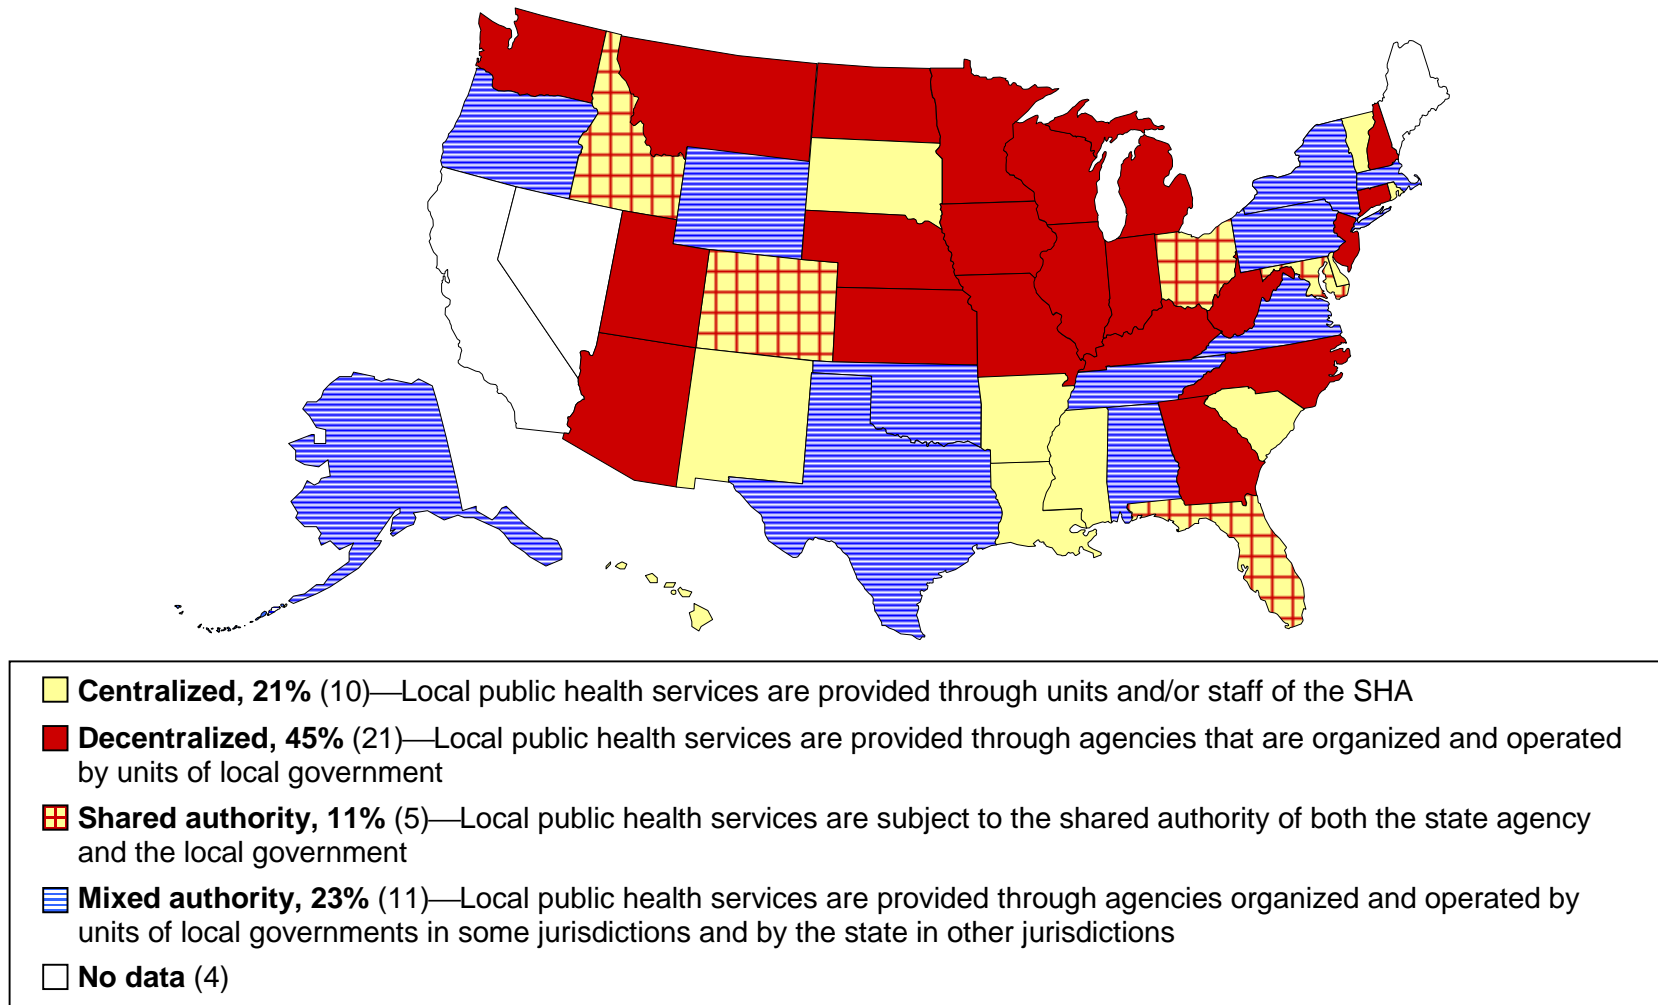 Centralized, 21% (10)—Local public health services are provided through units and/or staff of the SHA
Decentralized, 45% (21)—Local public health services are provided through agencies that are organized and operated
by units of local government
Shared authority, 11% (5)—Local public health services are subject to the shared authority of both the state agency
and the local government
Mixed authority, 23% (11)—Local public health services are provided through agencies organized and operated by
units of local governments in some jurisdictions and by the state in other jurisdictions
No data (4)